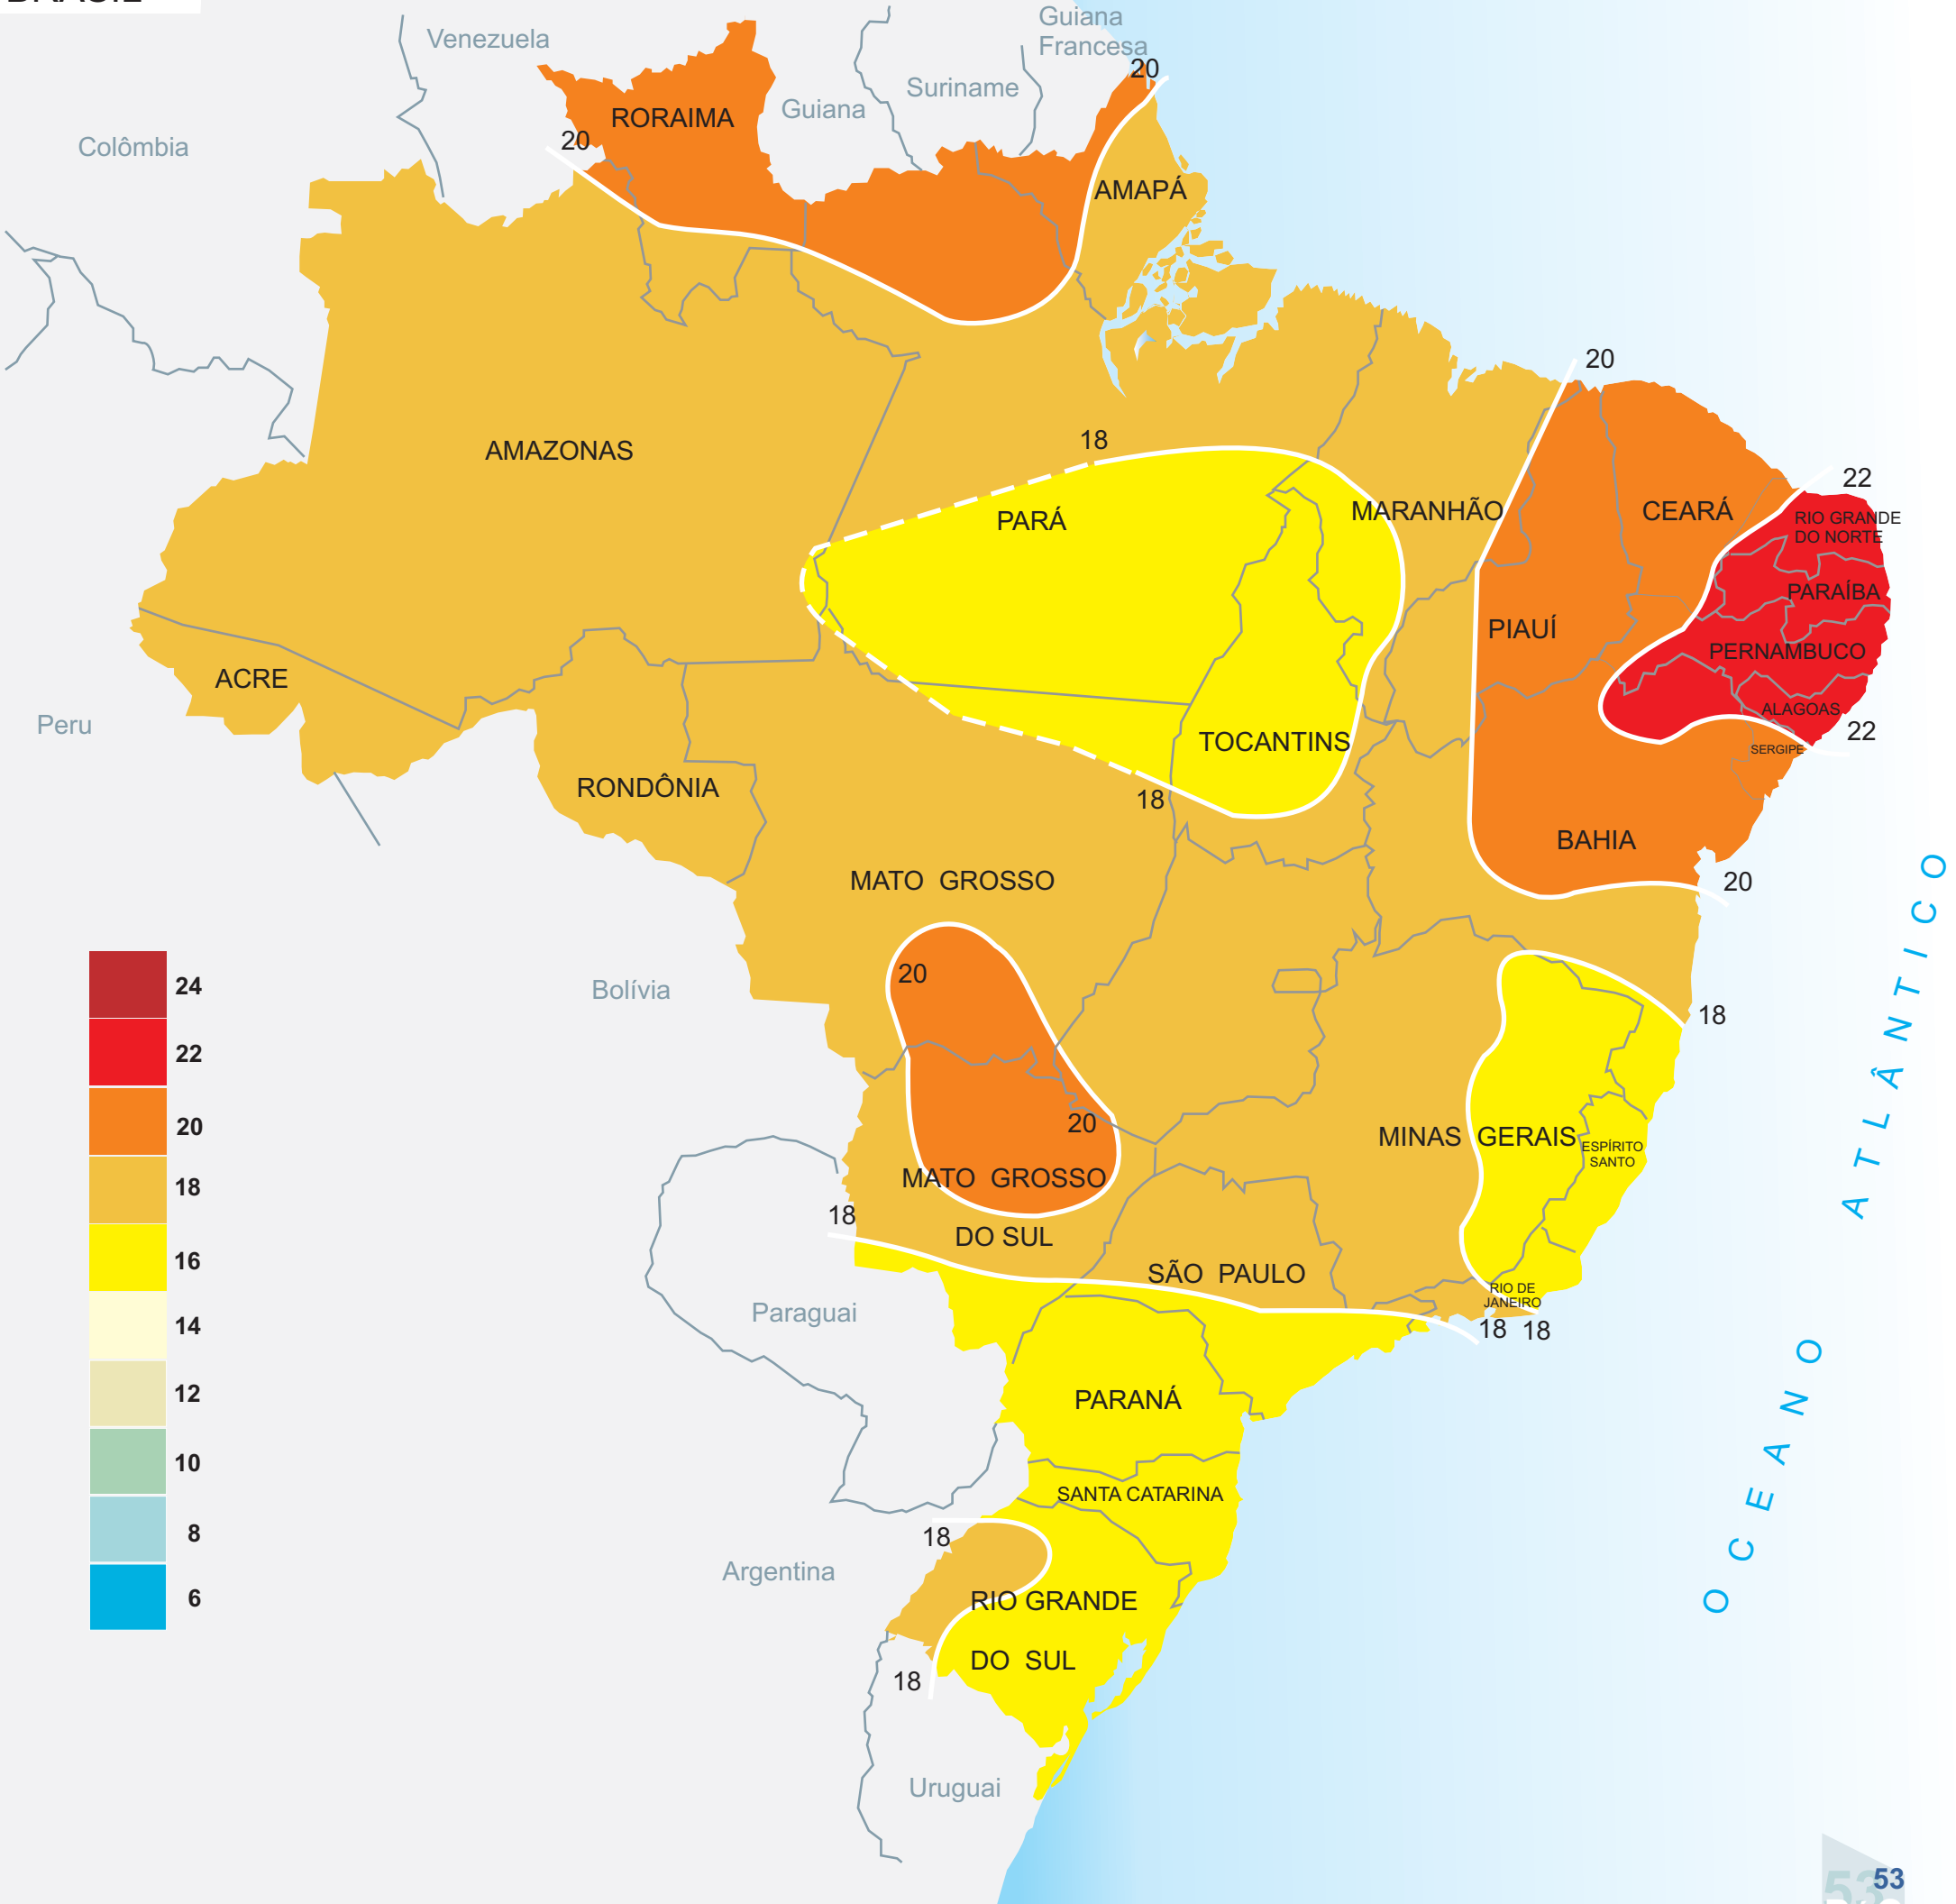 BRASIL
Venezuela
Guiana
Francesa
Suriname
Guiana
Colômbia
20
RORAIMA
20
AMAPÁ
20
AMAZONAS
18
22
PARÁ
MARANHÃO
CEARÁ
RIO GRANDE
DO NORTE
PARAÍBA
PIAUÍ
PERNAMBUCO
ACRE
ALAGOAS
Peru
22
TOCANTINS
SERGIPE
RONDÔNIA
18
BAHIA
MATO GROSSO
20
20
Bolívia
18
20
MINAS GERAIS
ESPÍRITO
SANTO
MATO GROSSO
DO SUL
18
SÃO PAULO
RIO DE
JANEIRO
18 18
Paraguai
PARANÁ
SANTA CATARINA
18
Argentina
RIO GRANDE
DO SUL
18
Uruguai
OCEANO ATLÂNTICO
24
22
20
18
16
14
12
10
8
6
53
53